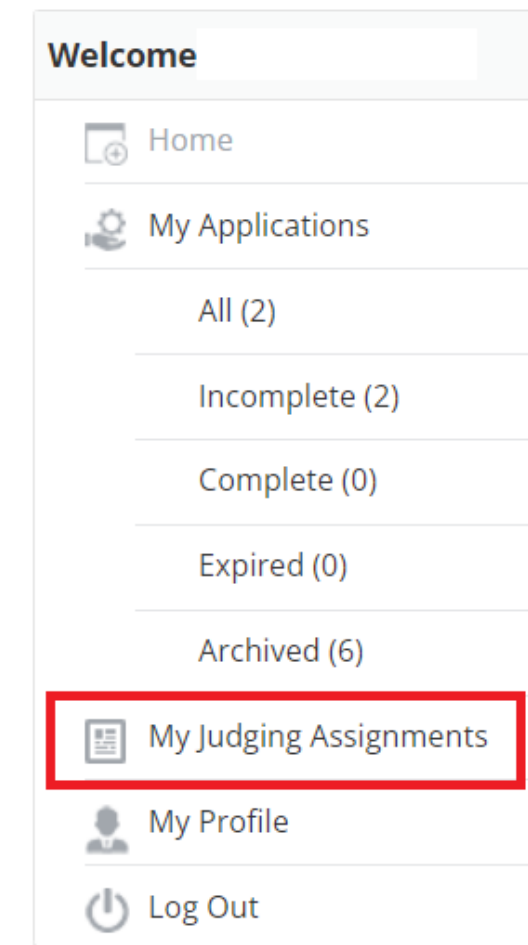 Welcome
Home
My Applications
All (2)
Incomplete (2)
Complete (0)
Expired (0)
Archived (6)
My Judging Assignments
My Profile
Log Out